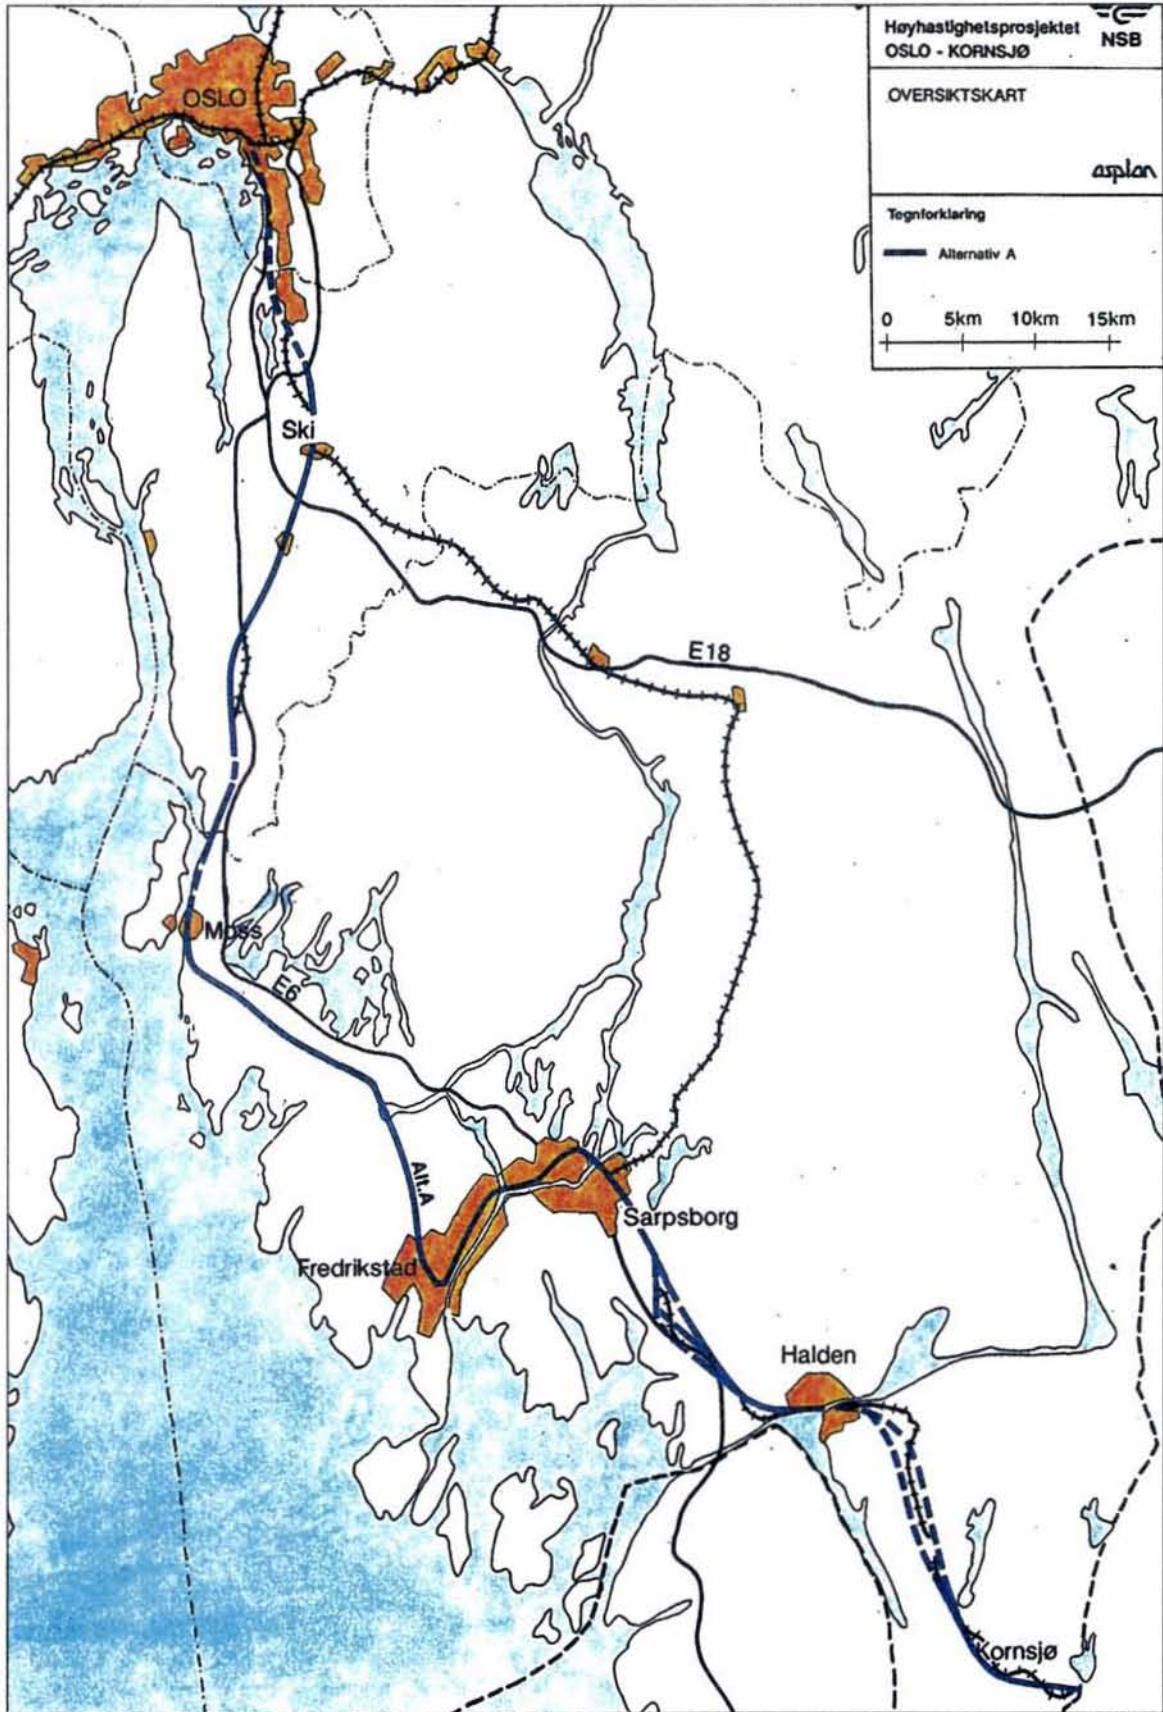 Høyhastighetsprosjektet
OSLO - KORNSJØ
NSB
OVERSIKTSKART
asplan
Tegnforklaring
Alternativ A
0 5km 10km 15km
OSLO
Ski
E18
Moss
E6
Alt.A
Sarpsborg
Fredrikstad
Halden
Kornsjø